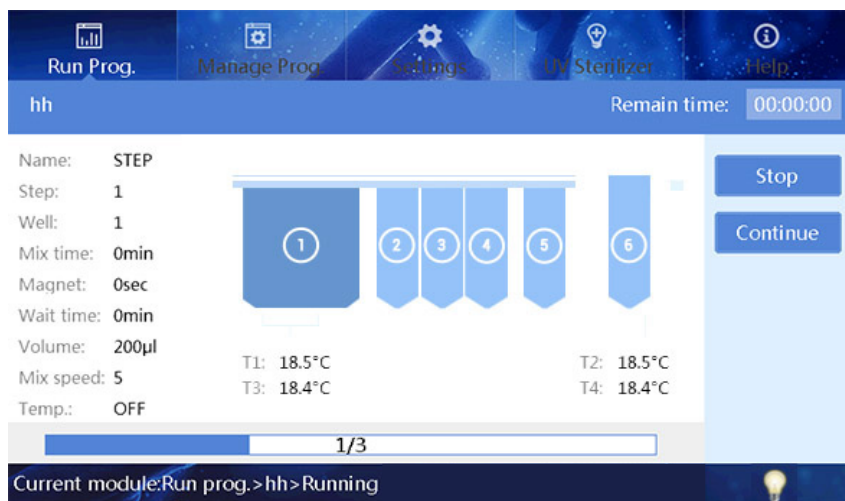 Run Prog.
Manage Prog.
Settings
UV Sterilizer
Help
hh
Remain time: 00:00:00
Name: STEP
Step: 1
Well: 1
Mix time: 0min
Magnet: 0sec
Wait time: 0min
Volume: 200μl
Mix speed: 5
Temp.: OFF
1
2
3
4
5
6
T1: 18.5°C
T2: 18.5°C
T3: 18.4°C
T4: 18.4°C
Stop
Continue
1/3
Current module:Run prog.>hh>Running